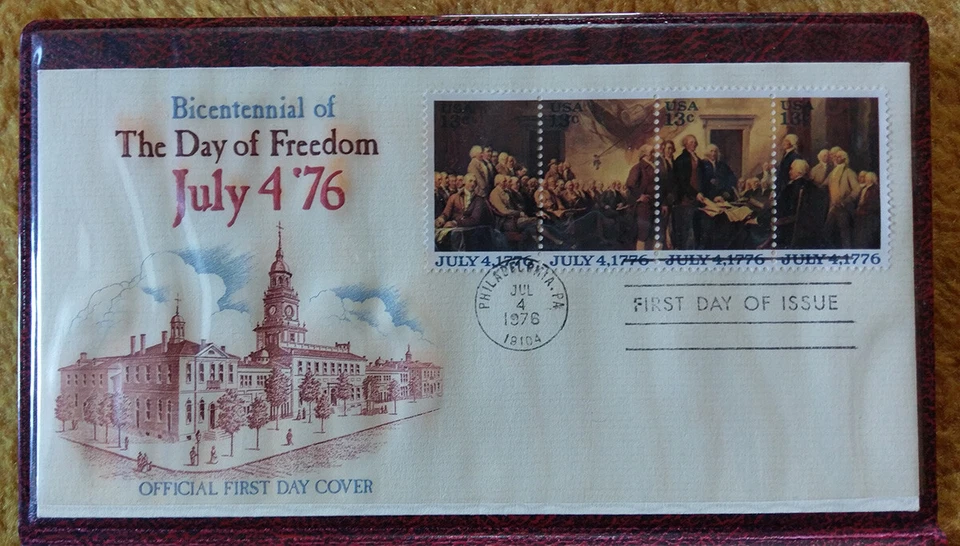 Bicentennial of
The Day of Freedom
July 4 '76
OFFICIAL FIRST DAY COVER
USA
13c
USA
13c
USA
13c
USA
13c
JULY 4,1776
JULY 4,1776
JULY 4,1776
JULY 4,1776
PHILADELPHIA, PA
JUL
4
1976
19104
FIRST DAY OF ISSUE